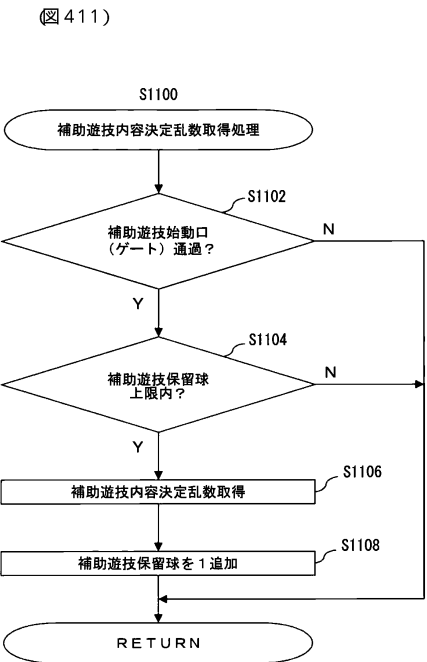 (図411)
S1100
補助遊技内容決定乱数取得処理
S1102
補助遊技始動口
(ゲート)通過?
N
Y
S1104
補助遊技保留球
上限内?
N
Y
S1106
補助遊技内容決定乱数取得
S1108
補助遊技保留球を1追加
RETURN